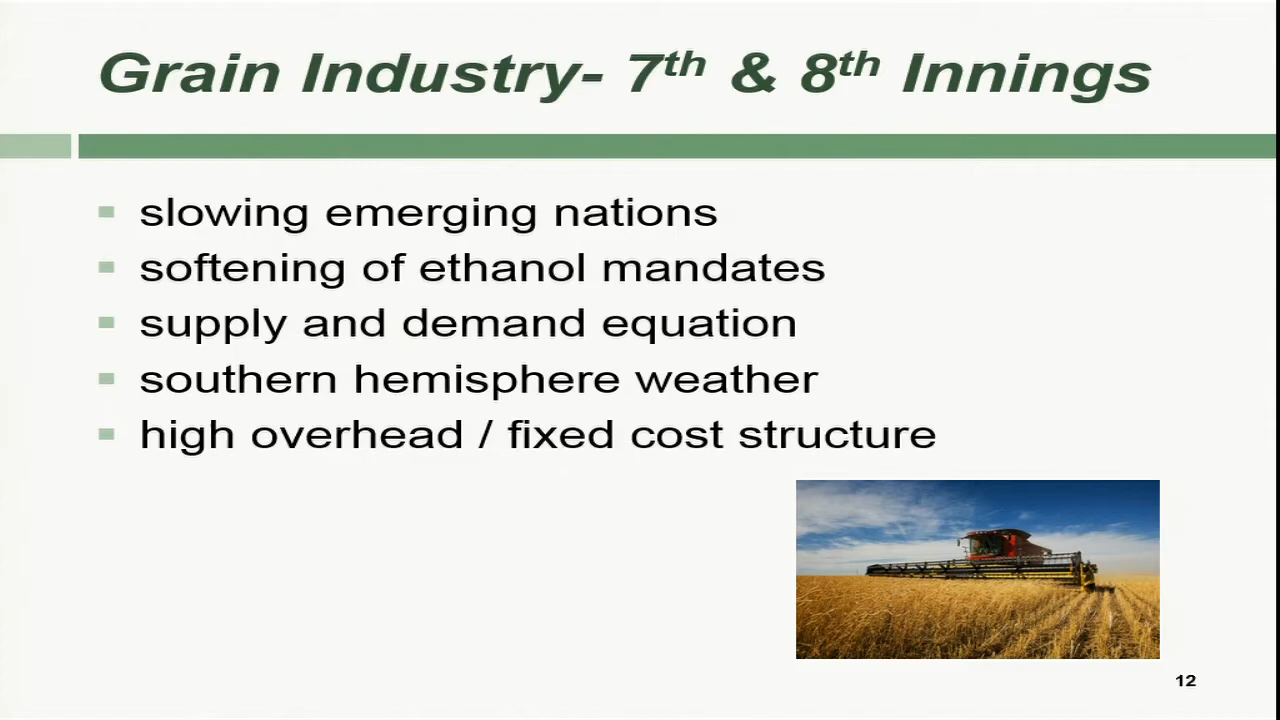 Grain Industry- 7th & 8th Innings
slowing emerging nations
softening of ethanol mandates
supply and demand equation
southern hemisphere weather
high overhead / fixed cost structure
12